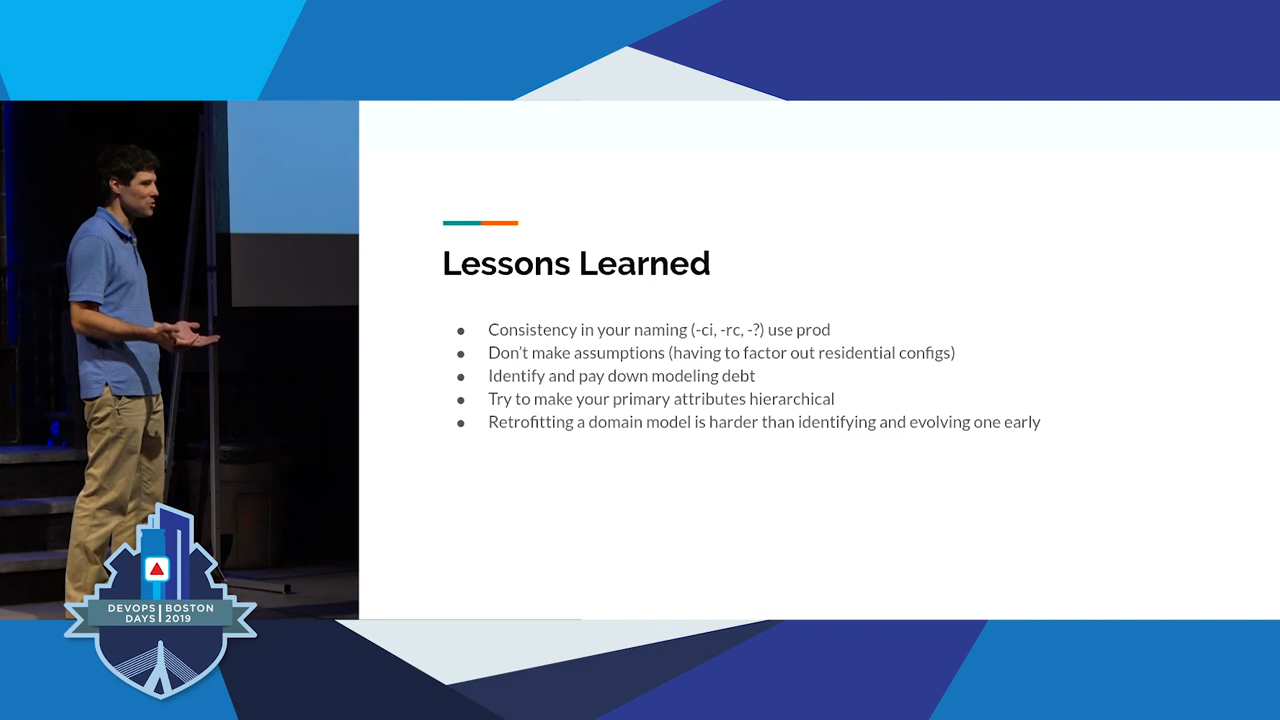 Lessons Learned
● Consistency in your naming (-ci, -rc, -?) use prod
● Don’t make assumptions (having to factor out residential configs)
● Identify and pay down modeling debt
● Try to make your primary attributes hierarchical
● Retrofitting a domain model is harder than identifying and evolving one early
DEVOPS BOSTON
DAYS 2019